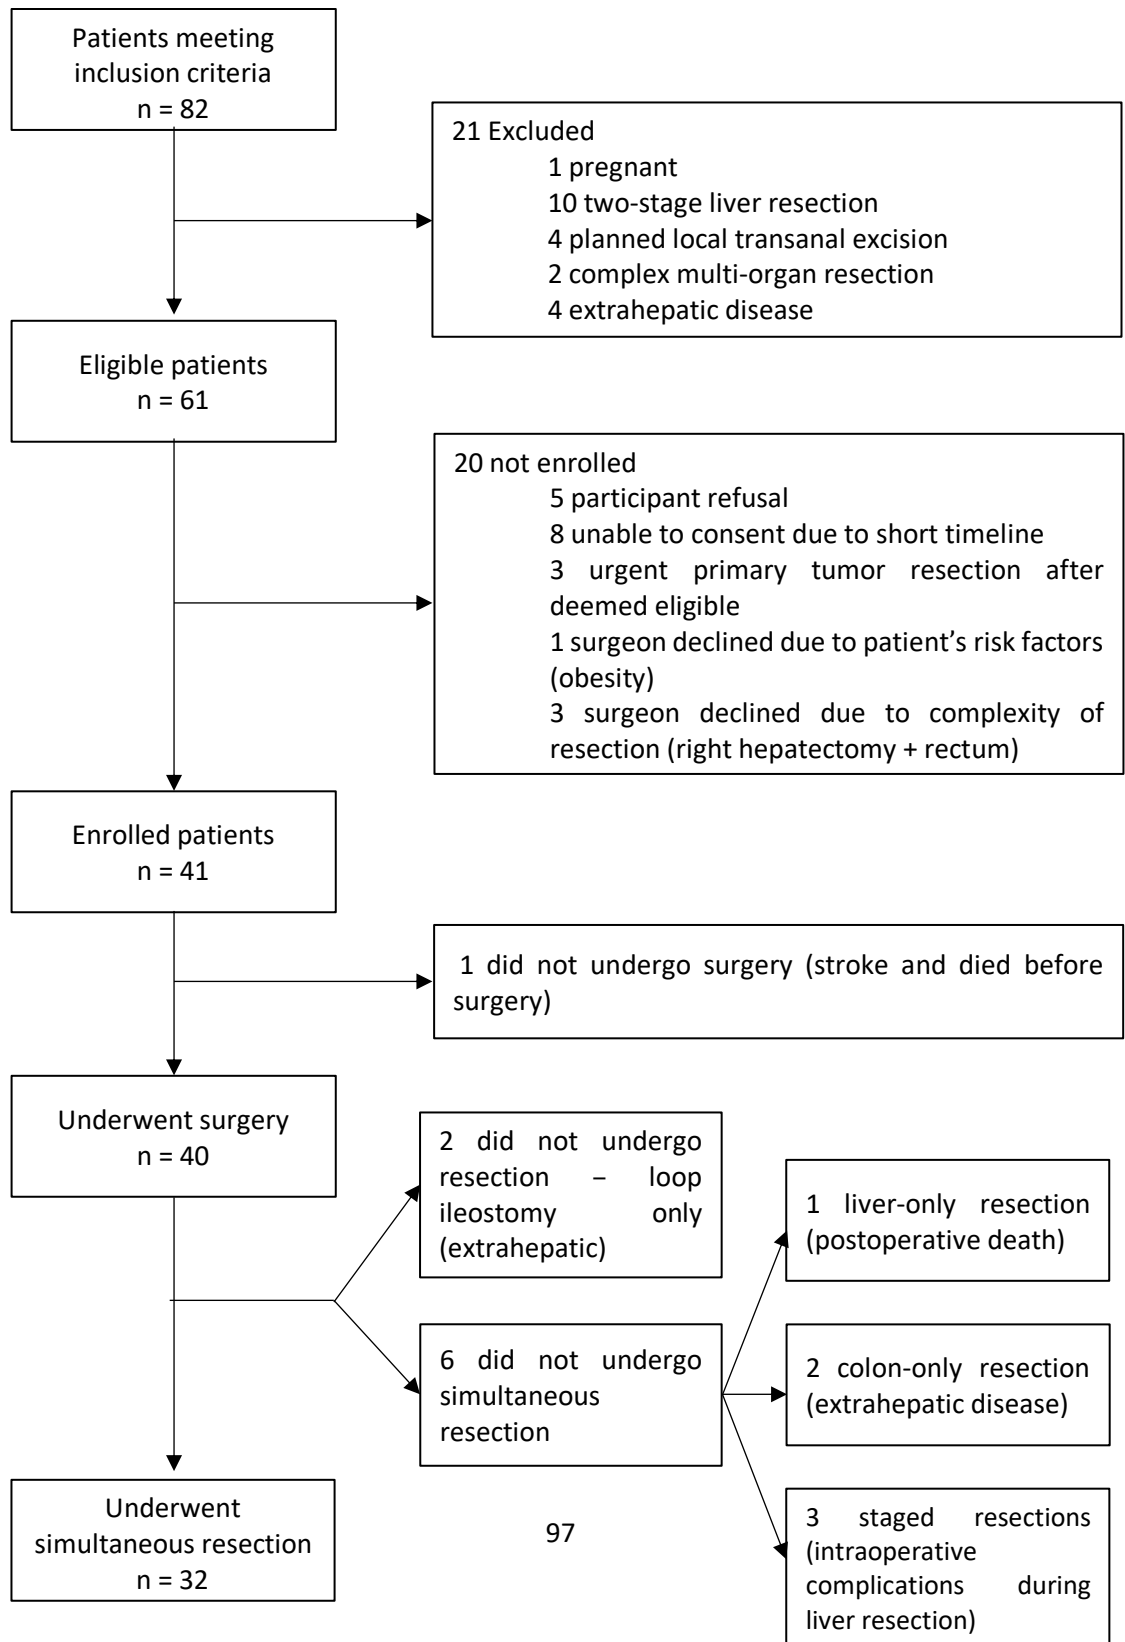 Patients meeting
inclusion criteria
n = 82
21 Excluded
1 pregnant
10 two-stage liver resection
4 planned local transanal excision
2 complex multi-organ resection
4 extrahepatic disease
Eligible patients
n = 61
20 not enrolled
5 participant refusal
8 unable to consent due to short timeline
3 urgent primary tumor resection after
deemed eligible
1 surgeon declined due to patient’s risk factors
(obesity)
3 surgeon declined due to complexity of
resection (right hepatectomy + rectum)
Enrolled patients
n = 41
1 did not undergo surgery (stroke and died before
surgery)
Underwent surgery
n = 40
2 did not undergo
resection – loop
ileostomy only
(extrahepatic)
6 did not undergo
simultaneous
resection
1 liver-only resection
(postoperative death)
2 colon-only resection
(extrahepatic disease)
3 staged resections
(intraoperative
complications during
liver resection)
Underwent
simultaneous resection
n = 32
97